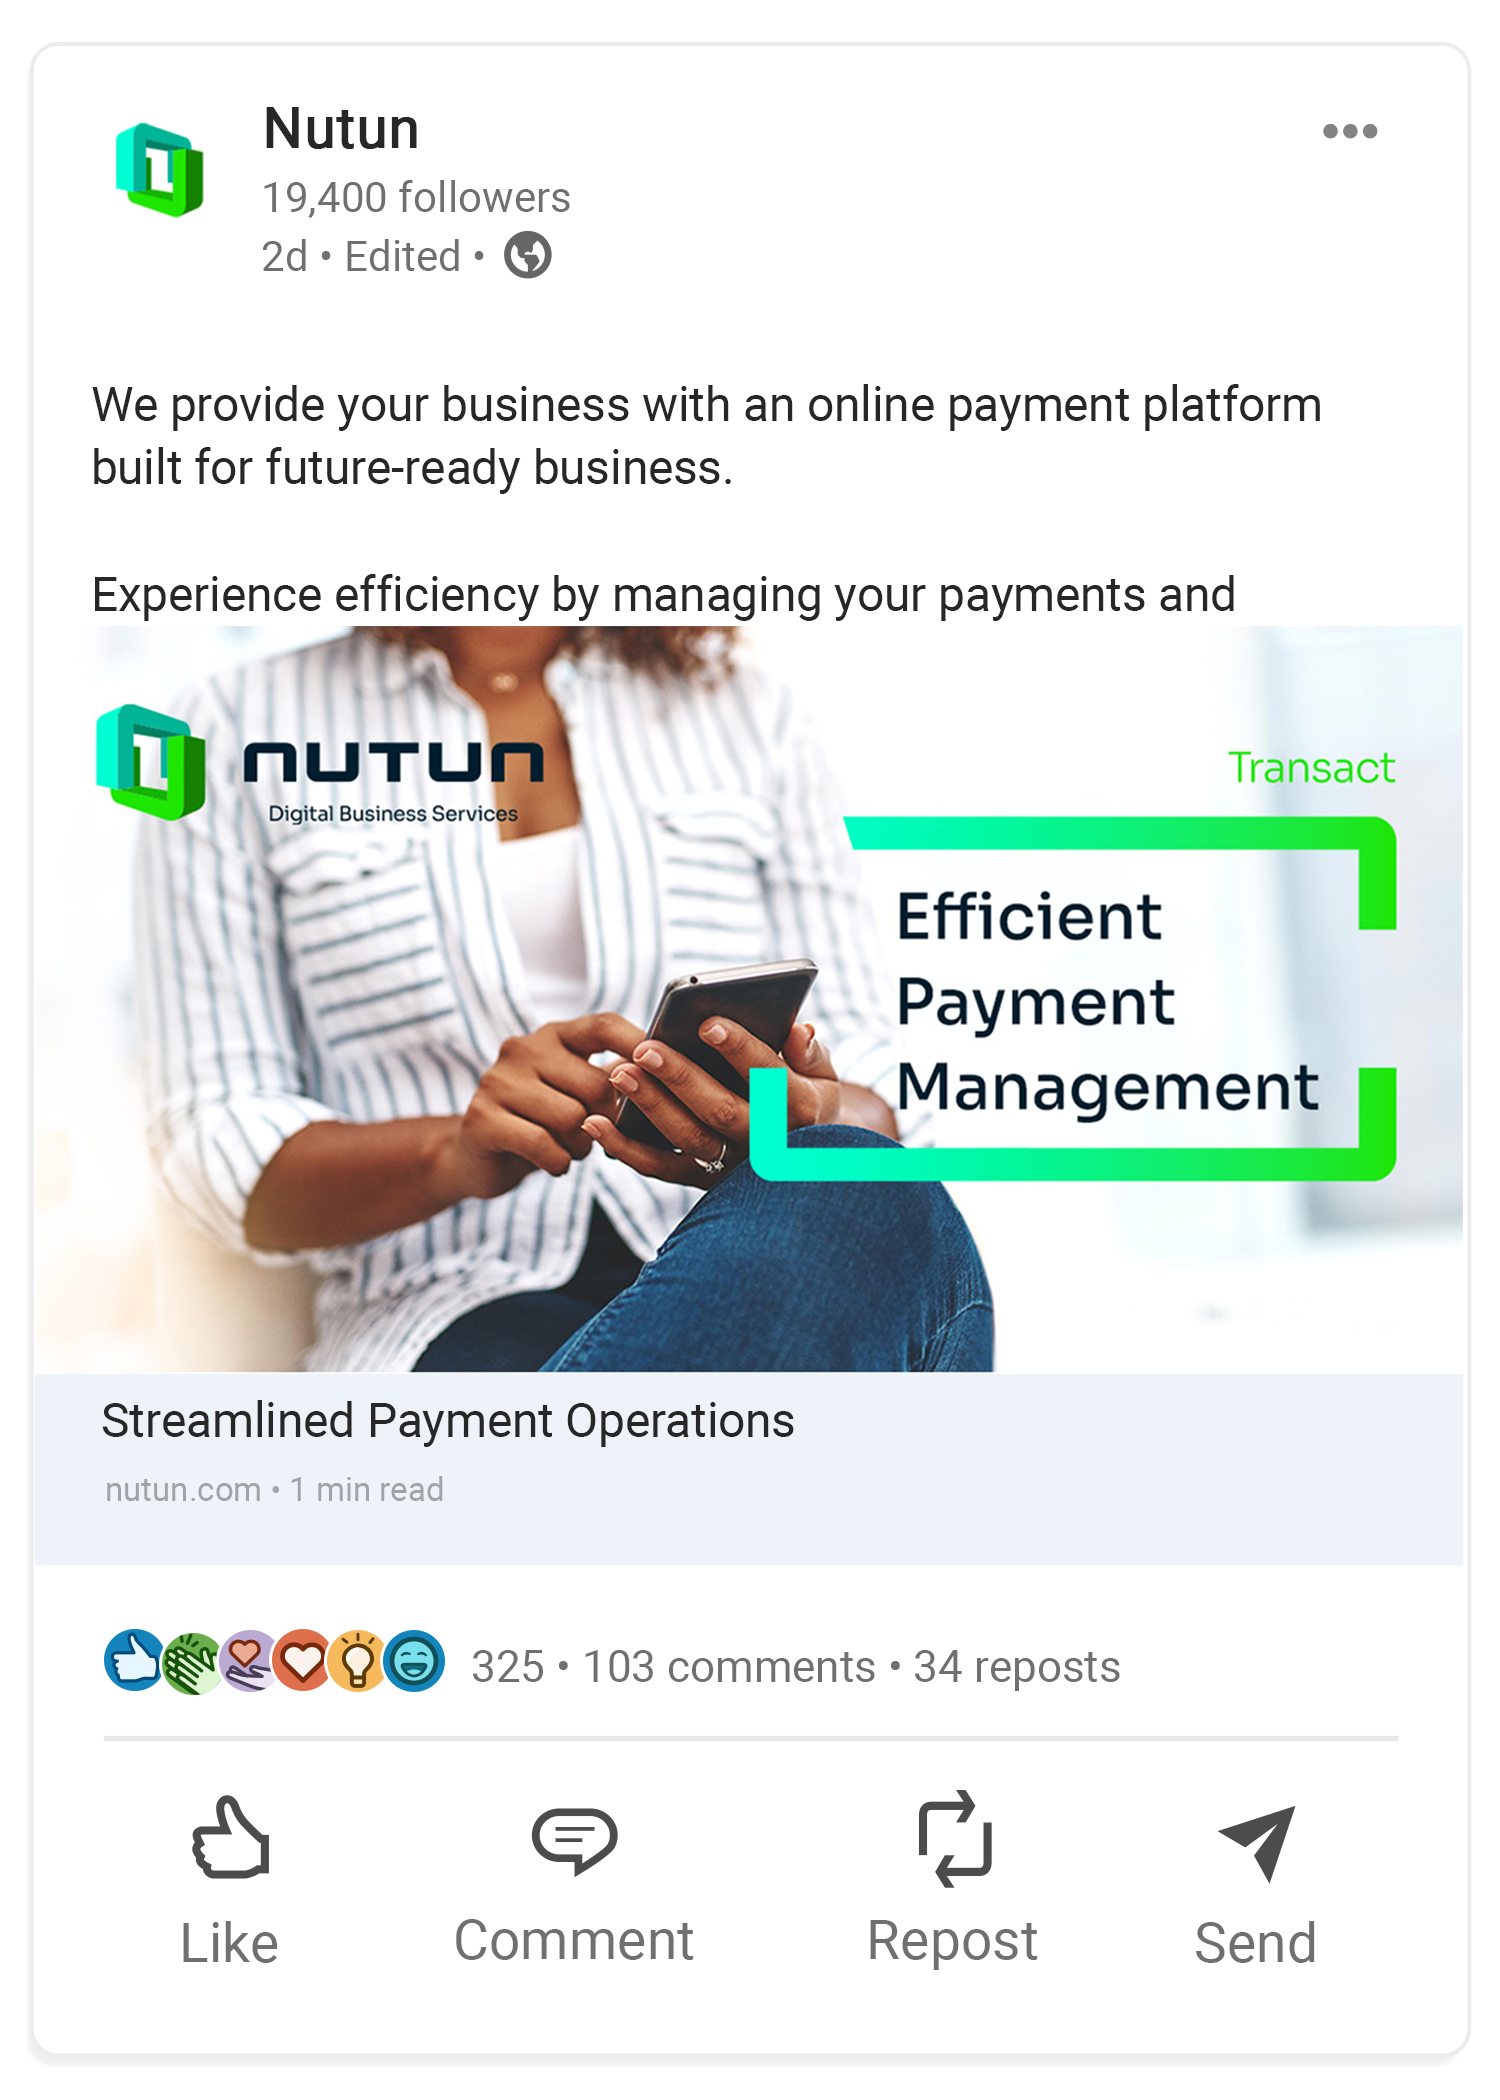 Nutun
19,400 followers
2d • Edited •
We provide your business with an online payment platform
built for future-ready business.
Experience efficiency by managing your payments and
NUTUN
Digital Business Services
Transact
Efficient
Payment
Management
Streamlined Payment Operations
nutun.com • 1 min read
325 • 103 comments • 34 reposts
Like
Comment
Repost
Send